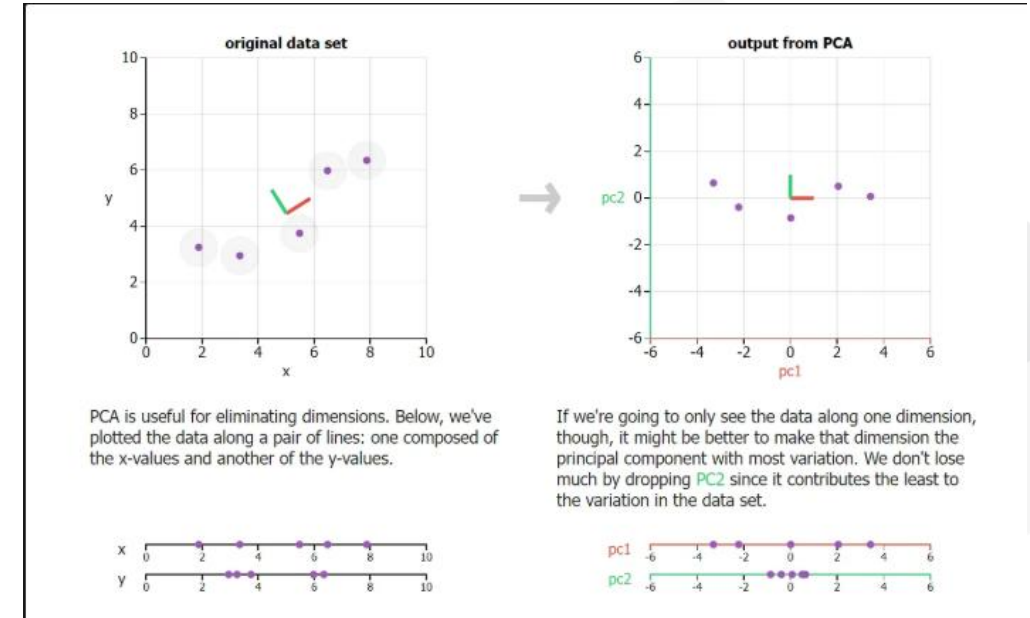 original data set
10
8
6
y
4
2
0
0 2 4 6 8 10
x
output from PCA
6
4
2
pc2 0
-2
-4
-6
-6 -4 -2 0 2 4 6
pc1
PCA is useful for eliminating dimensions. Below, we've
plotted the data along a pair of lines: one composed of
the x-values and another of the y-values.
If we're going to only see the data along one dimension,
though, it might be better to make that dimension the
principal component with most variation. We don't lose
much by dropping PC2 since it contributes the least to
the variation in the data set.
x 0 2 4 6 8 10
y 0 2 4 6 8 10
pc1 -6 -4 -2 0 2 4 6
pc2 -6 -4 -2 0 2 4 6